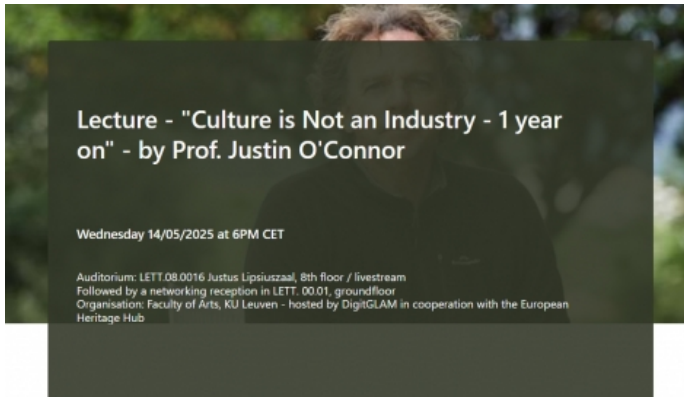 Lecture - "Culture is Not an Industry - 1 year
on" - by Prof. Justin O'Connor
Wednesday 14/05/2025 at 6PM CET
Auditorium: LETT.08.0016 Justus Lipsiuszaal, 8th floor / livestream
Followed by a networking reception in LETT. 00.01, groundfloor
Organisation: Faculty of Arts, KU Leuven - hosted by DigitGLAM in cooperation with the European
Heritage Hub